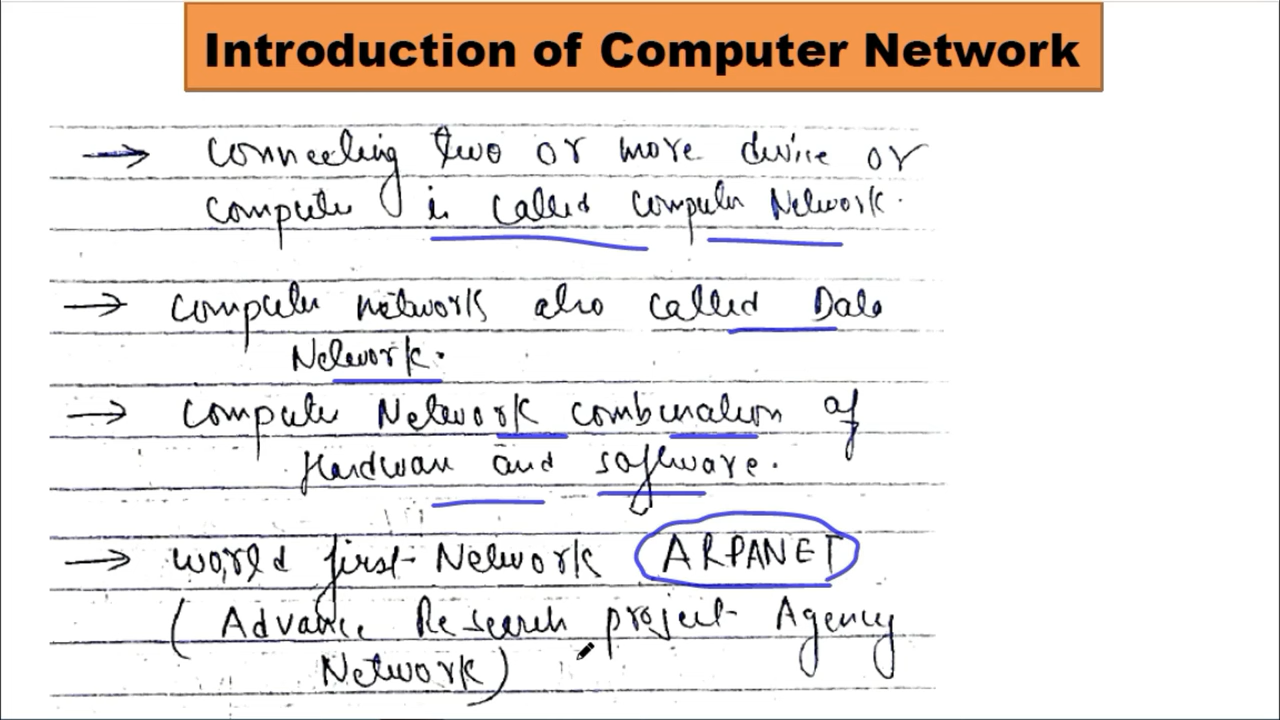 Introduction of Computer Network
→ Connecting two or more device or
computer is called computer Network.
→ computer network also called Data
Network.
→ computer Network combination of
Hardware and software.
→ world first Network ARPANET
( Advance Research project Agency
Network)